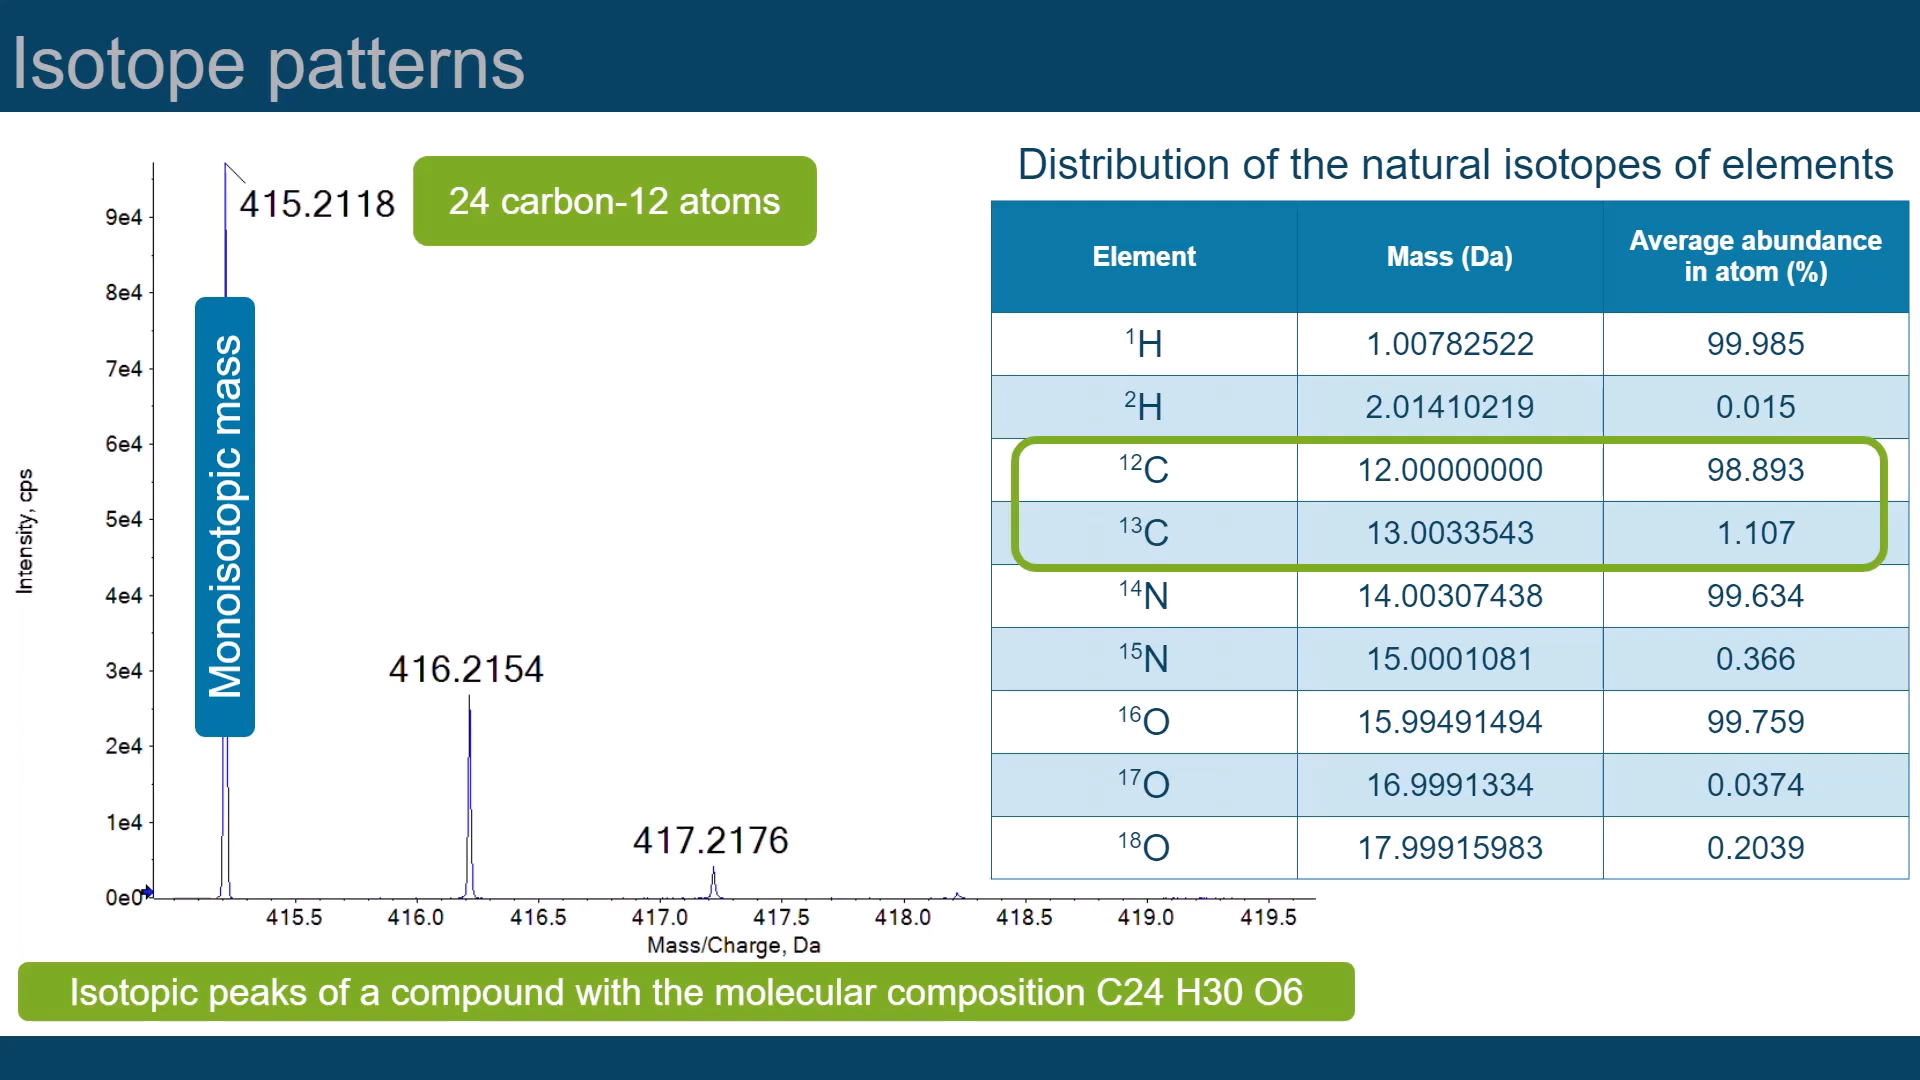 Isotope patterns
415.2118
24 carbon-12 atoms
Monoisotopic mass
416.2154
417.2176
Intensity, cps
9e4
8e4
7e4
6e4
5e4
4e4
3e4
2e4
1e4
0e0
415.5 416.0 416.5 417.0 417.5 418.0 418.5 419.0 419.5
Mass/Charge, Da
Distribution of the natural isotopes of elements
Element Mass (Da) Average abundance
in atom (%)
¹H 1.00782522 99.985
²H 2.01410219 0.015
¹²C 12.00000000 98.893
¹³C 13.0033543 1.107
¹⁴N 14.00307438 99.634
¹⁵N 15.0001081 0.366
¹⁶O 15.99491494 99.759
¹⁷O 16.9991334 0.0374
¹⁸O 17.99915983 0.2039
Isotopic peaks of a compound with the molecular composition C24 H30 O6